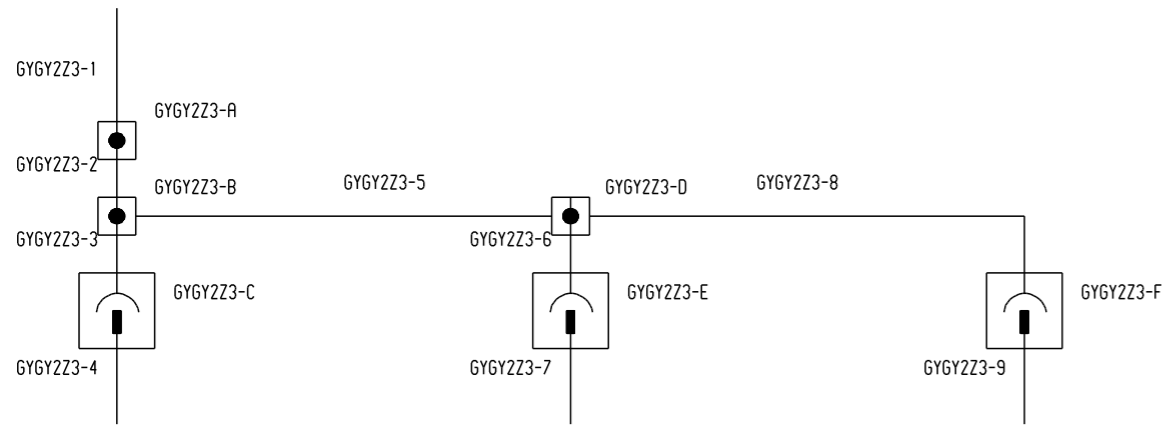 GYGY2Z3-1
GYGY2Z3-A
GYGY2Z3-2
GYGY2Z3-B
GYGY2Z3-5
GYGY2Z3-D
GYGY2Z3-8
GYGY2Z3-3
GYGY2Z3-6
GYGY2Z3-C
GYGY2Z3-E
GYGY2Z3-F
GYGY2Z3-4
GYGY2Z3-7
GYGY2Z3-9